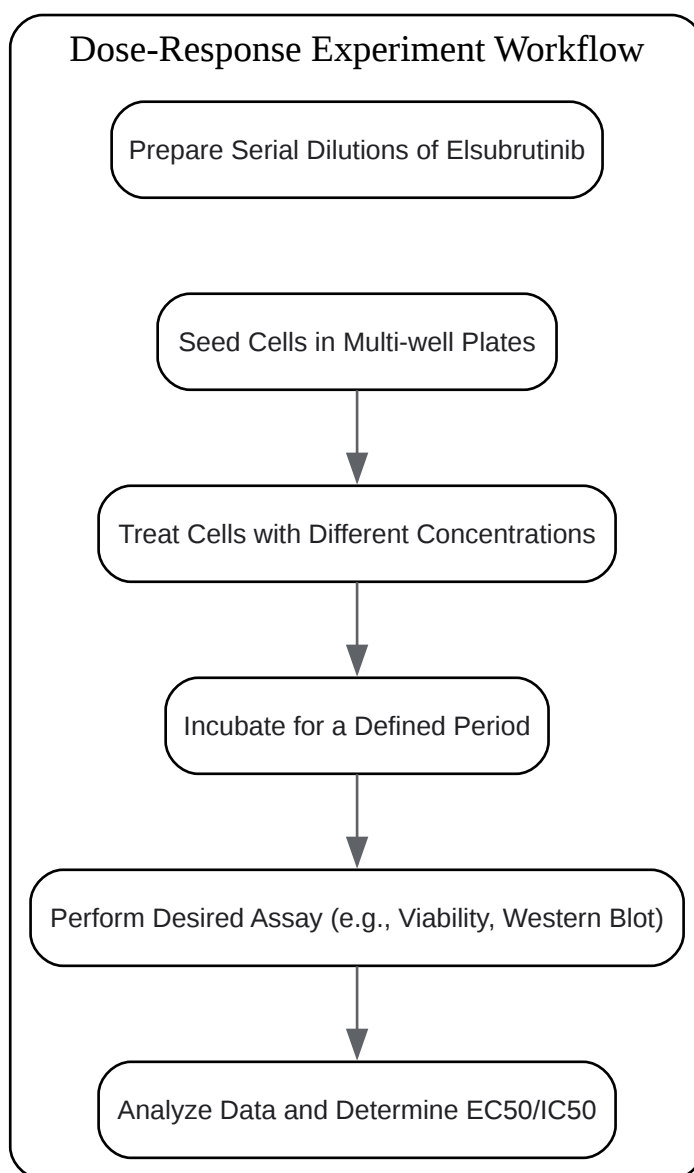 Dose-Response Experiment Workflow
Prepare Serial Dilutions of Elsubrutinib
Seed Cells in Multi-well Plates
Treat Cells with Different Concentrations
Incubate for a Defined Period
Perform Desired Assay (e.g., Viability, Western Blot)
Analyze Data and Determine EC50/IC50